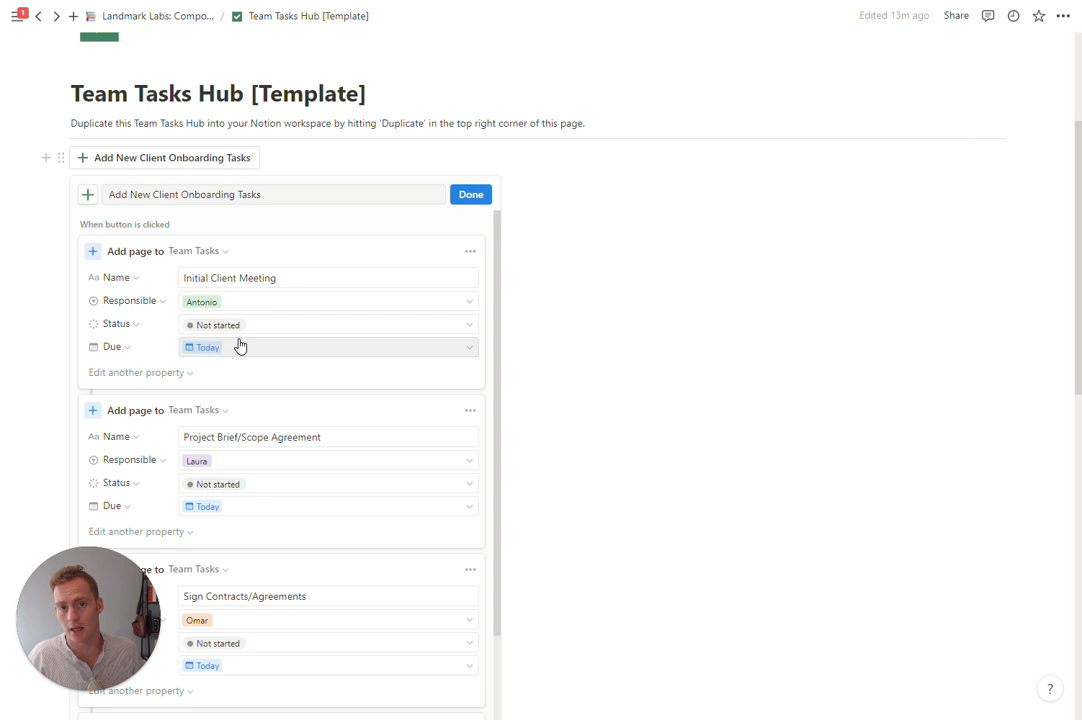 1
Landmark Labs: Compo... / Team Tasks Hub [Template]
Edited 13m ago Share
Team Tasks Hub [Template]
Duplicate this Team Tasks Hub into your Notion workspace by hitting 'Duplicate' in the top right corner of this page.
Add New Client Onboarding Tasks
Add New Client Onboarding Tasks Done
When button is clicked
Add page to Team Tasks
Aa Name Initial Client Meeting
Responsible Antonio
Status Not started
Due Today
Edit another property
Add page to Team Tasks
Aa Name Project Brief/Scope Agreement
Responsible Laura
Status Not started
Due Today
Edit another property
ge to Team Tasks
Sign Contracts/Agreements
Omar
Not started
Today
Edit another property
?